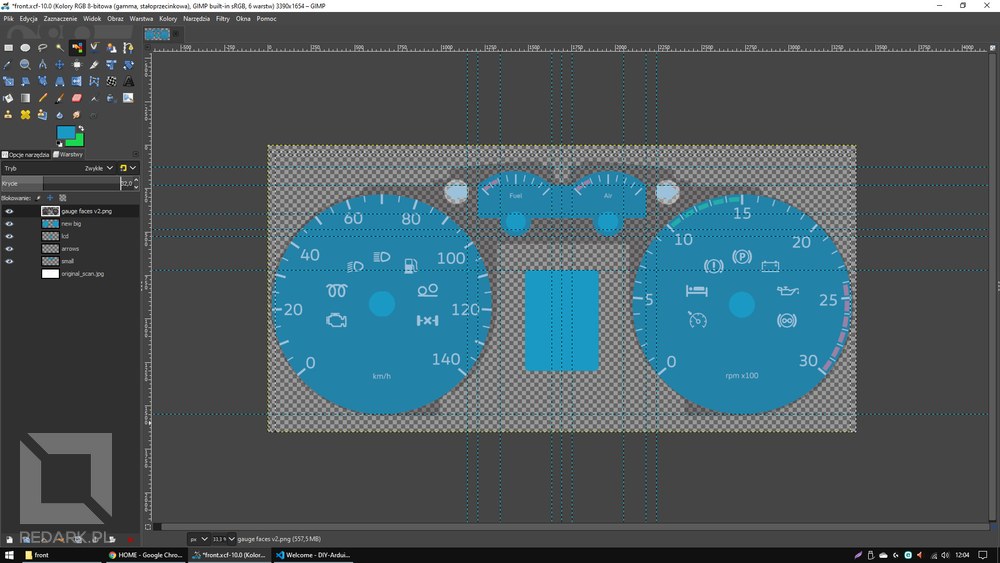 *front.xcf-10.0 (Kolory RGB 8-bitowa (gamma, stałoprzecinkowa), GIMP built-in sRGB, 6 warstw) 3390x1654 – GIMP
Plik Edycja Zaznaczenie Widok Obraz Warstwa Kolory Narzędzia Filtry Okna Pomoc
Opcje narzędzia Warstwy
Tryb Zwykłe
Krycie
Blokowanie:
gauge faces v2.png
new big
lcd
arrows
small
original_scan.jpg
Fuel Air
60 80
40 100
20 120
0 140
km/h
15
10 20
5 25
0 30
rpm x100
REDARK.PL
px 33,3 % gauge faces v2.png (557,5 MB)
front HOME - Google Chro... *front.xcf-10.0 (Kolor... Welcome - DIY-Ardui... 12:04